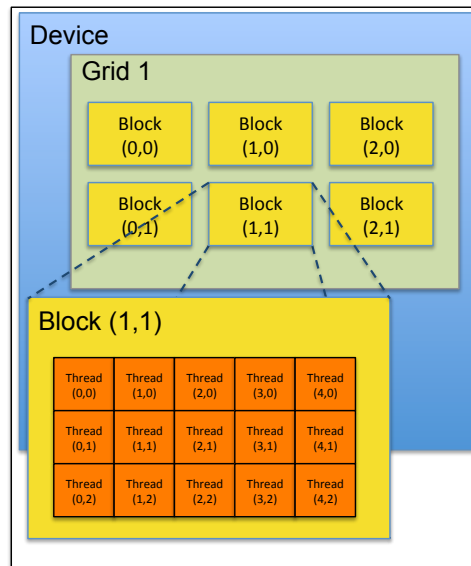 Device
Grid 1
Block
(0,0)
Block
(1,0)
Block
(2,0)
Block
(0,1)
Block
(1,1)
Block
(2,1)
Block (1,1)
Thread
(0,0)
Thread
(1,0)
Thread
(2,0)
Thread
(3,0)
Thread
(4,0)
Thread
(0,1)
Thread
(1,1)
Thread
(2,1)
Thread
(3,1)
Thread
(4,1)
Thread
(0,2)
Thread
(1,2)
Thread
(2,2)
Thread
(3,2)
Thread
(4,2)